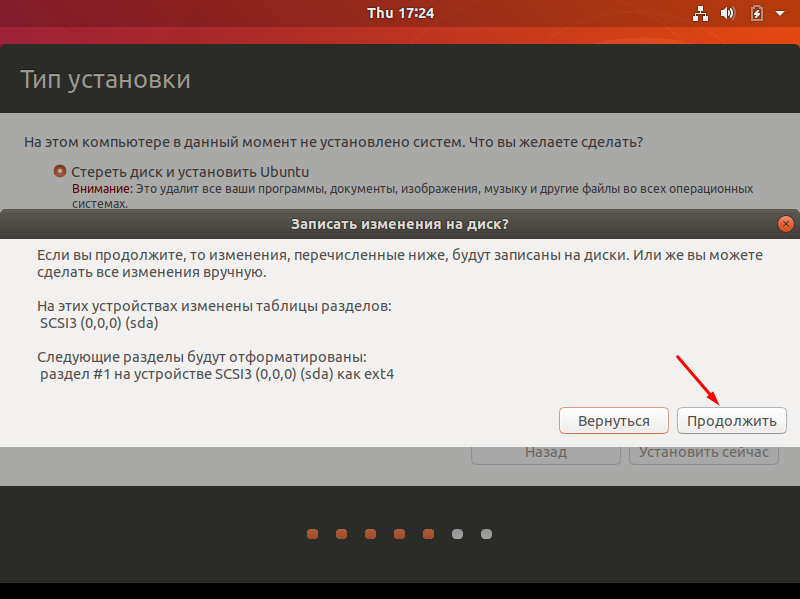 Thu 17:24
Тип установки
На этом компьютере в данный момент не установлено систем. Что вы желаете сделать?
Стереть диск и установить Ubuntu
Внимание: Это удалит все ваши программы, документы, изображения, музыку и другие файлы во всех операционных
системах.
Записать изменения на диск?
Если вы продолжите, то изменения, перечисленные ниже, будут записаны на диски. Или же вы можете
сделать все изменения вручную.
На этих устройствах изменены таблицы разделов:
SCSI3 (0,0,0) (sda)
Следующие разделы будут отформатированы:
раздел #1 на устройстве SCSI3 (0,0,0) (sda) как ext4
Вернуться
Продолжить
Назад
Установить сейчас